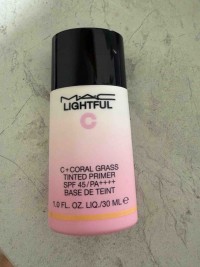 MAC
LIGHTFUL
C
C+CORAL GRASS
TINTED PRIMER
SPF 45/PA++++
BASE DE TEINT
1.0 FL. OZ. LIQ./30 ML ℮